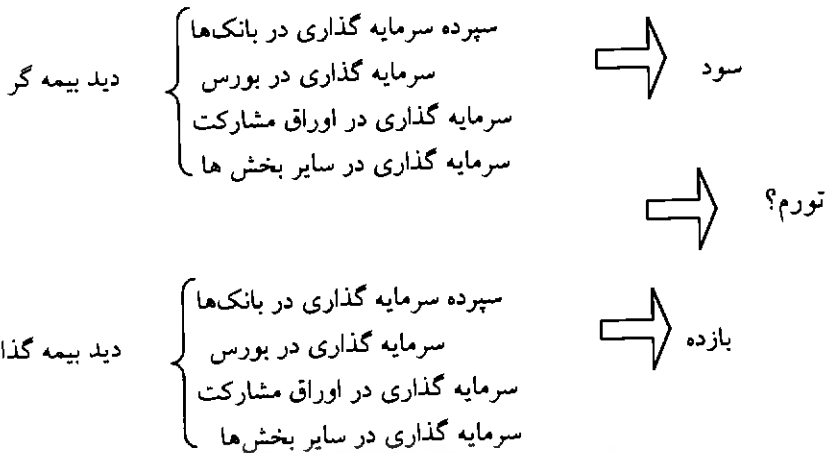 سپرده سرمایه گذاری در بانک‌ها
سرمایه گذاری در بورس
سرمایه گذاری در اوراق مشارکت
سرمایه گذاری در سایر بخش ها
دید بیمه گر
سود
تورم؟
سپرده سرمایه گذاری در بانک‌ها
سرمایه گذاری در بورس
سرمایه گذاری در اوراق مشارکت
سرمایه گذاری در سایر بخش‌ها
دید بیمه گذا
بازده